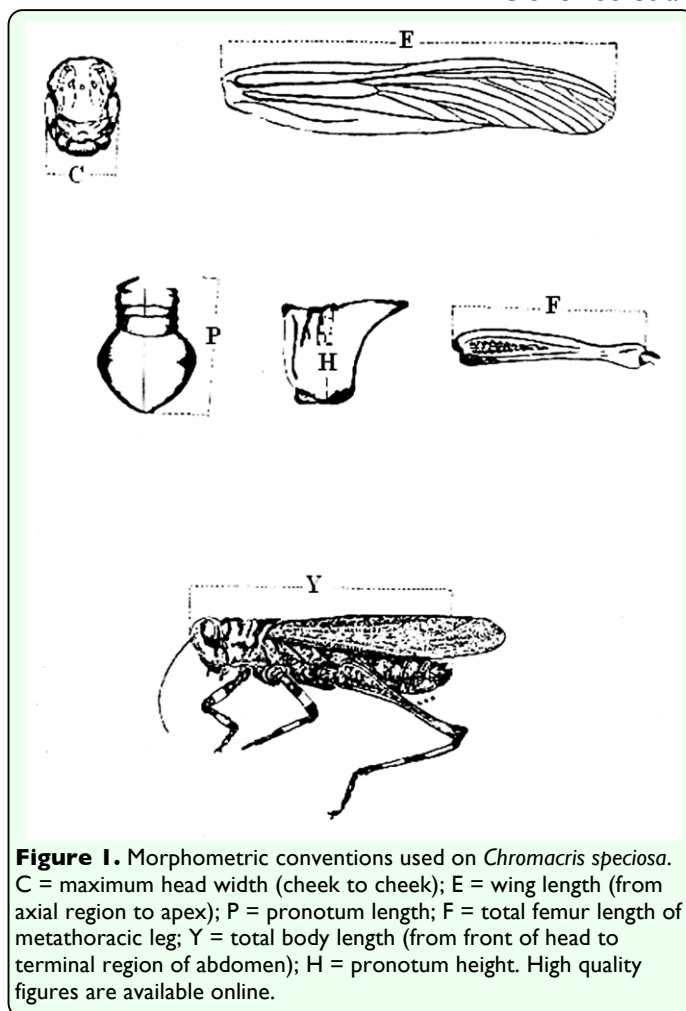 E
C
P
H
F
Y
Figure 1. Morphometric conventions used on Chromacris speciosa.
C = maximum head width (cheek to cheek); E = wing length (from
axial region to apex); P = pronotum length; F = total femur length of
metathoracic leg; Y = total body length (from front of head to
terminal region of abdomen); H = pronotum height. High quality
figures are available online.